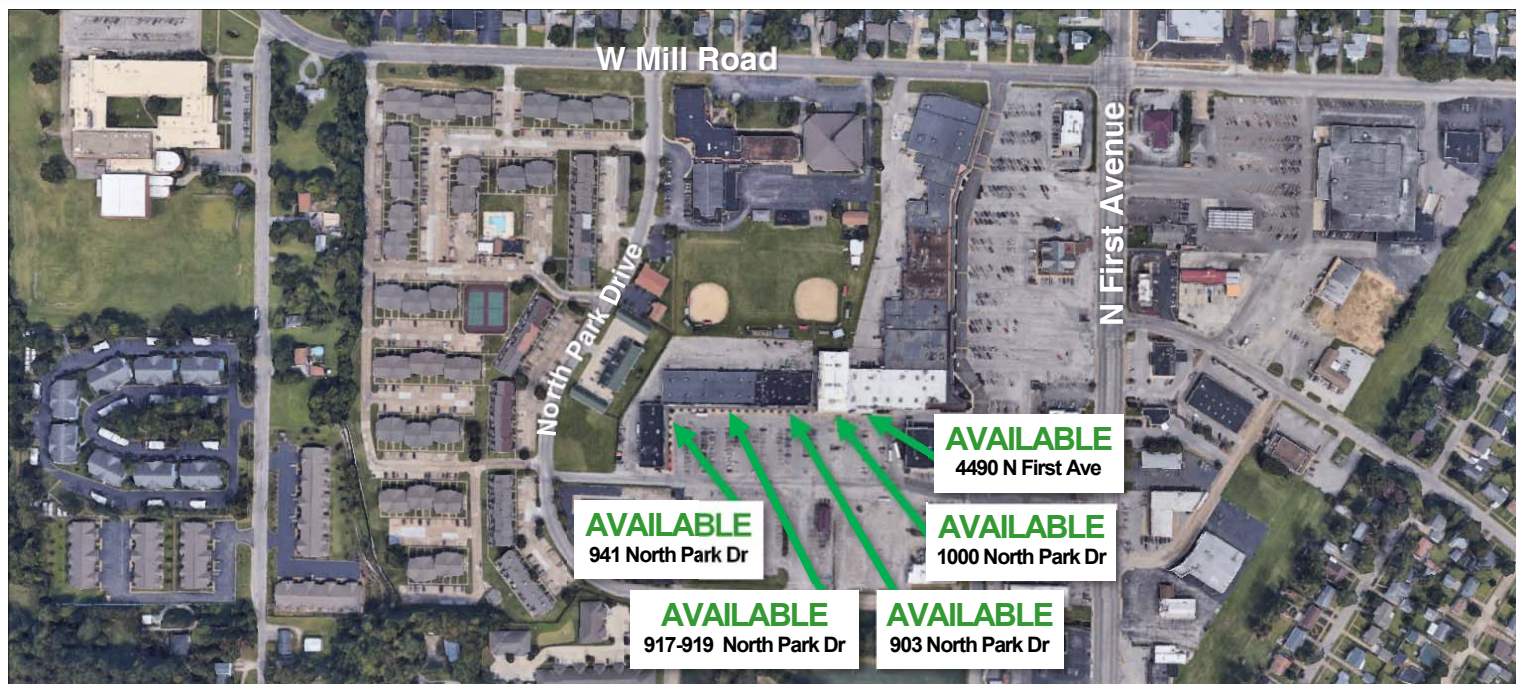 W Mill Road
N First Avenue
North Park Drive
AVAILABLE
4490 N First Ave
AVAILABLE
941 North Park Dr
AVAILABLE
1000 North Park Dr
AVAILABLE
917-919 North Park Dr
AVAILABLE
903 North Park Dr